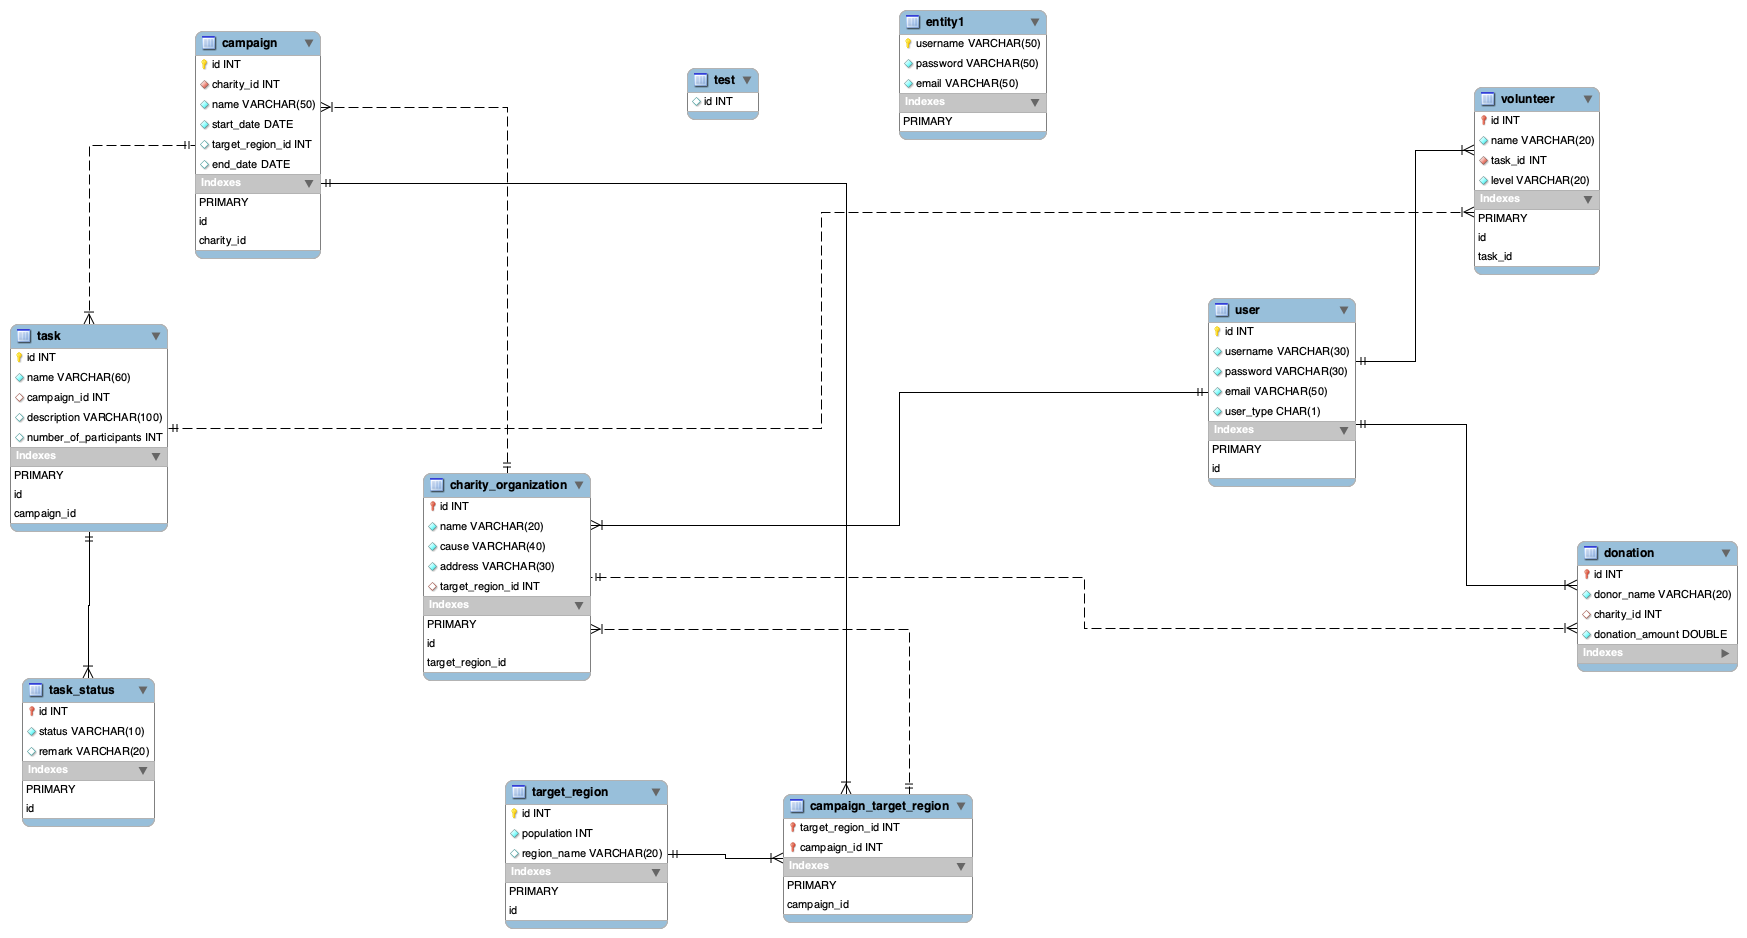 campaign
id INT
charity_id INT
name VARCHAR(50)
start_date DATE
target_region_id INT
end_date DATE
Indexes
PRIMARY
id
charity_id
test
id INT
entity1
username VARCHAR(50)
password VARCHAR(50)
email VARCHAR(50)
Indexes
PRIMARY
volunteer
id INT
name VARCHAR(20)
task_id INT
level VARCHAR(20)
Indexes
PRIMARY
id
task_id
task
id INT
name VARCHAR(60)
campaign_id INT
description VARCHAR(100)
number_of_participants INT
Indexes
PRIMARY
id
campaign_id
user
id INT
username VARCHAR(30)
password VARCHAR(30)
email VARCHAR(50)
user_type CHAR(1)
Indexes
PRIMARY
id
charity_organization
id INT
name VARCHAR(20)
cause VARCHAR(40)
address VARCHAR(30)
target_region_id INT
Indexes
PRIMARY
id
target_region_id
donation
id INT
donor_name VARCHAR(20)
charity_id INT
donation_amount DOUBLE
Indexes
task_status
id INT
status VARCHAR(10)
remark VARCHAR(20)
Indexes
PRIMARY
id
target_region
id INT
population INT
region_name VARCHAR(20)
Indexes
PRIMARY
id
campaign_target_region
target_region_id INT
campaign_id INT
Indexes
PRIMARY
campaign_id